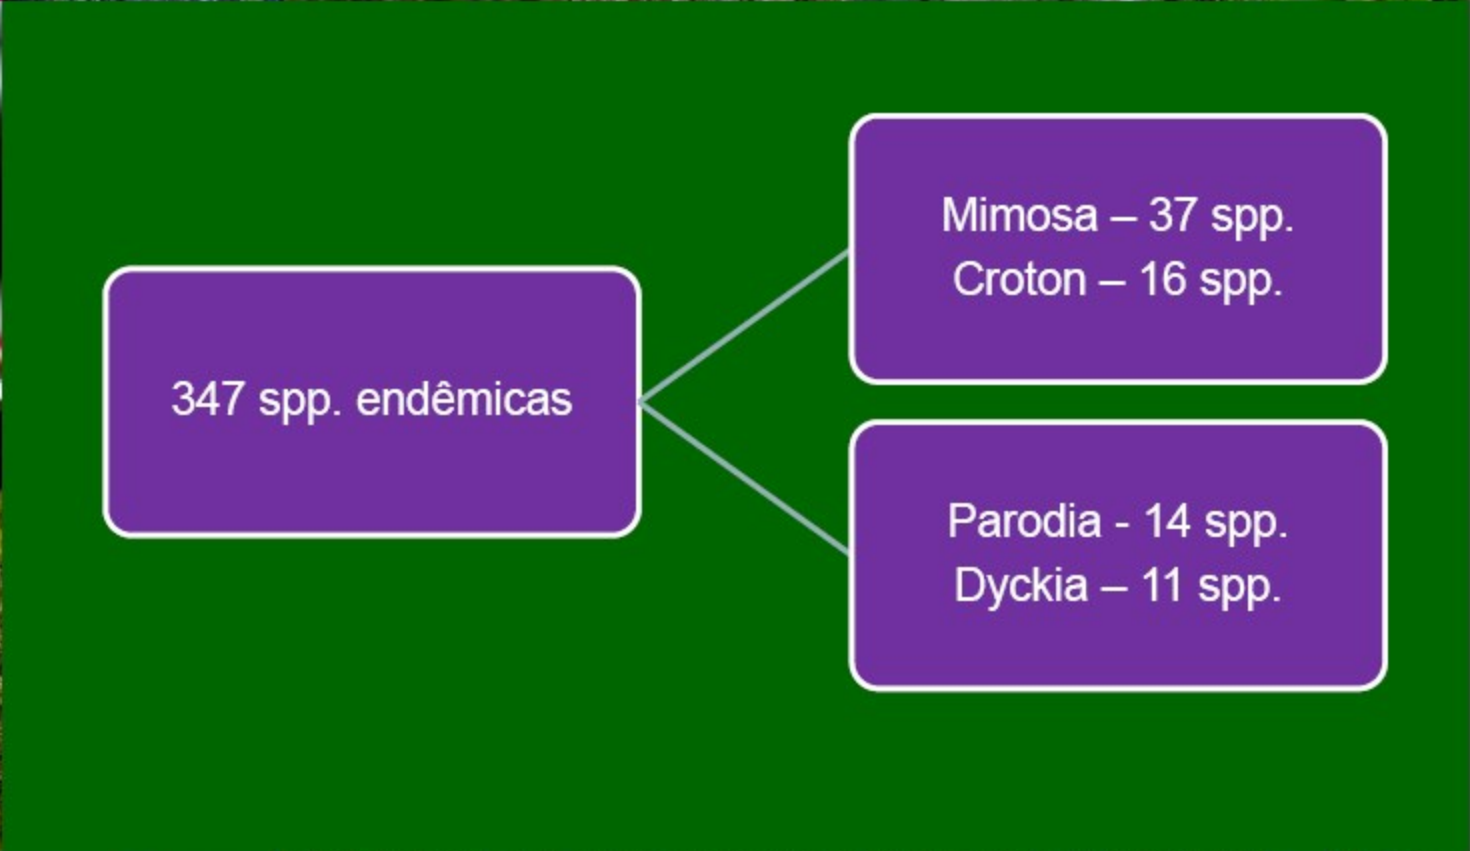 347 spp. endêmicas
Mimosa – 37 spp.
Croton – 16 spp.
Parodia - 14 spp.
Dyckia – 11 spp.